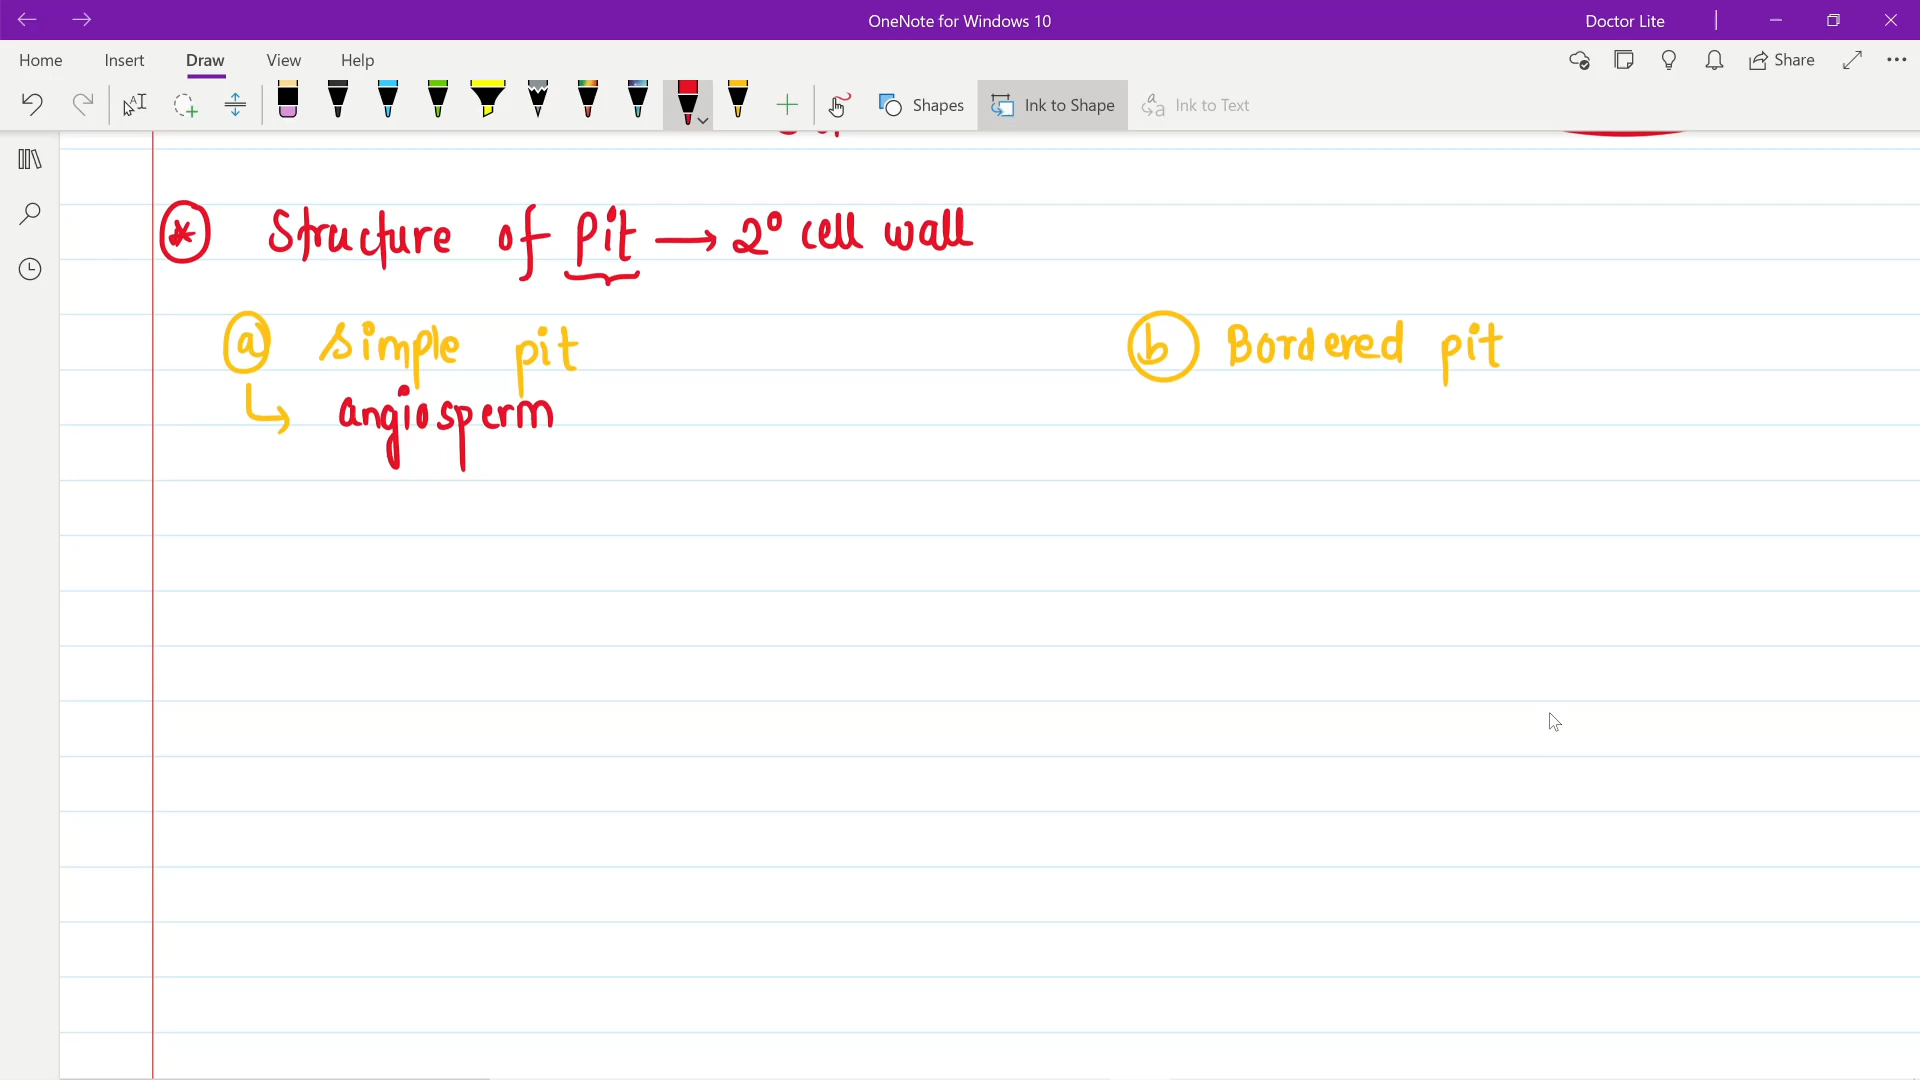 OneNote for Windows 10
Doctor Lite
Home Insert Draw View Help
Share
Shapes Ink to Shape Ink to Text
* Structure of Pit → 2° cell wall
a Simple pit
b Bordered pit
↳ angiosperm